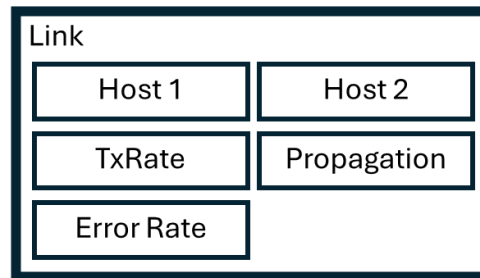 Link
Host 1
Host 2
TxRate
Propagation
Error Rate